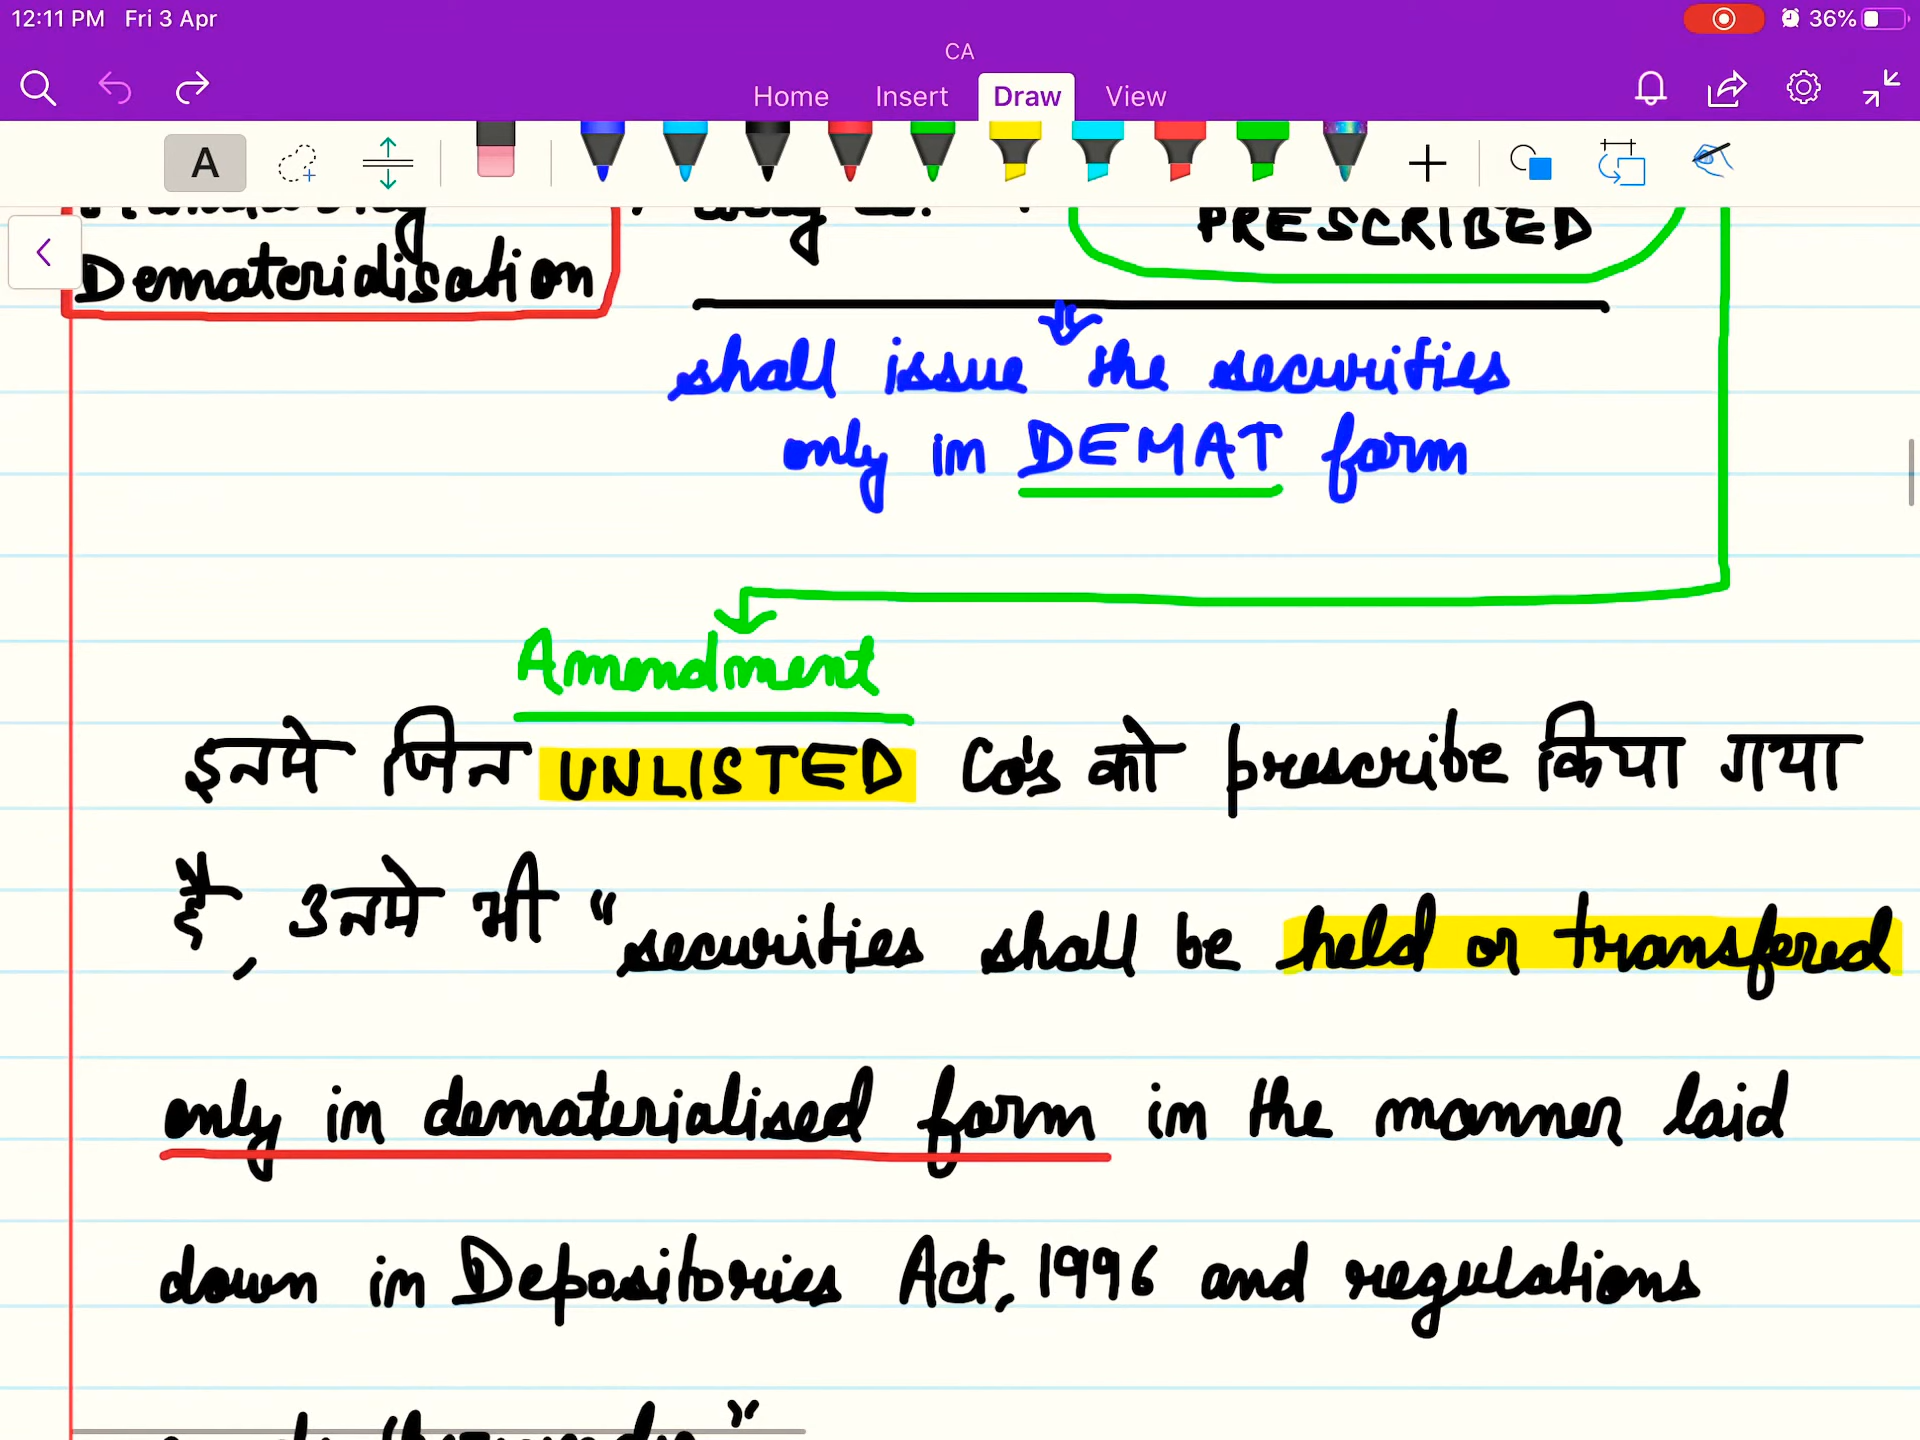 12:11 PM Fri 3 Apr
36%
CA
Home Insert Draw View
A
PRESCRIBED
Demateridisation
shall issue the securities
only in DEMAT form
Amendment
इनमे जिन UNLISTED Co's को prescribe किया गया
है, उनमे भी "securities shall be held or transfered
only in dematerialised form in the manner laid
down in Depositories Act, 1996 and regulations